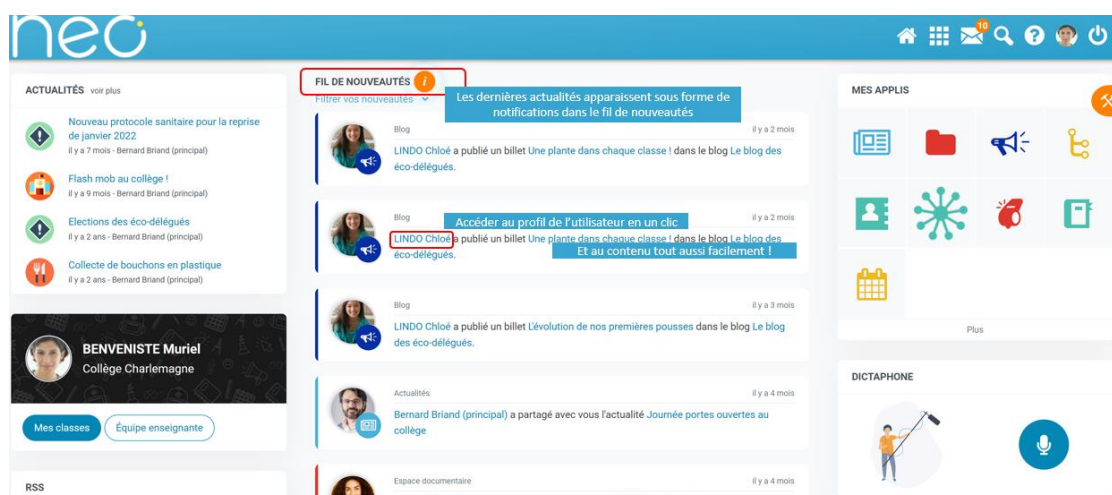 neo
10
ACTUALITÉS voir plus
Nouveau protocole sanitaire pour la reprise
de janvier 2022
il y a 7 mois - Bernard Briand (principal)
Flash mob au collège !
il y a 9 mois - Bernard Briand (principal)
Elections des éco-délégués
il y a 2 ans - Bernard Briand (principal)
Collecte de bouchons en plastique
il y a 2 ans - Bernard Briand (principal)
BENVENISTE Muriel
Collège Charlemagne
Mes classes
Équipe enseignante
RSS
FIL DE NOUVEAUTÉS i
Filtrer vos nouveautés
Les dernières actualités apparaissent sous forme de
notifications dans le fil de nouveautés
Blog il y a 2 mois
LINDO Chloé a publié un billet Une plante dans chaque classe ! dans le blog Le blog des
éco-délégués.
Blog il y a 2 mois
Accéder au profil de l'utilisateur en un clic
LINDO Chloé a publié un billet Une plante dans chaque classe ! dans le blog Le blog des
éco-délégués.
Et au contenu tout aussi facilement !
Blog il y a 3 mois
LINDO Chloé a publié un billet L'évolution de nos premières pousses dans le blog Le blog
des éco-délégués.
Actualités il y a 4 mois
Bernard Briand (principal) a partagé avec vous l'actualité Journée portes ouvertes au
collège
Espace documentaire il y a 4 mois
MES APPLIS
Plus
DICTAPHONE